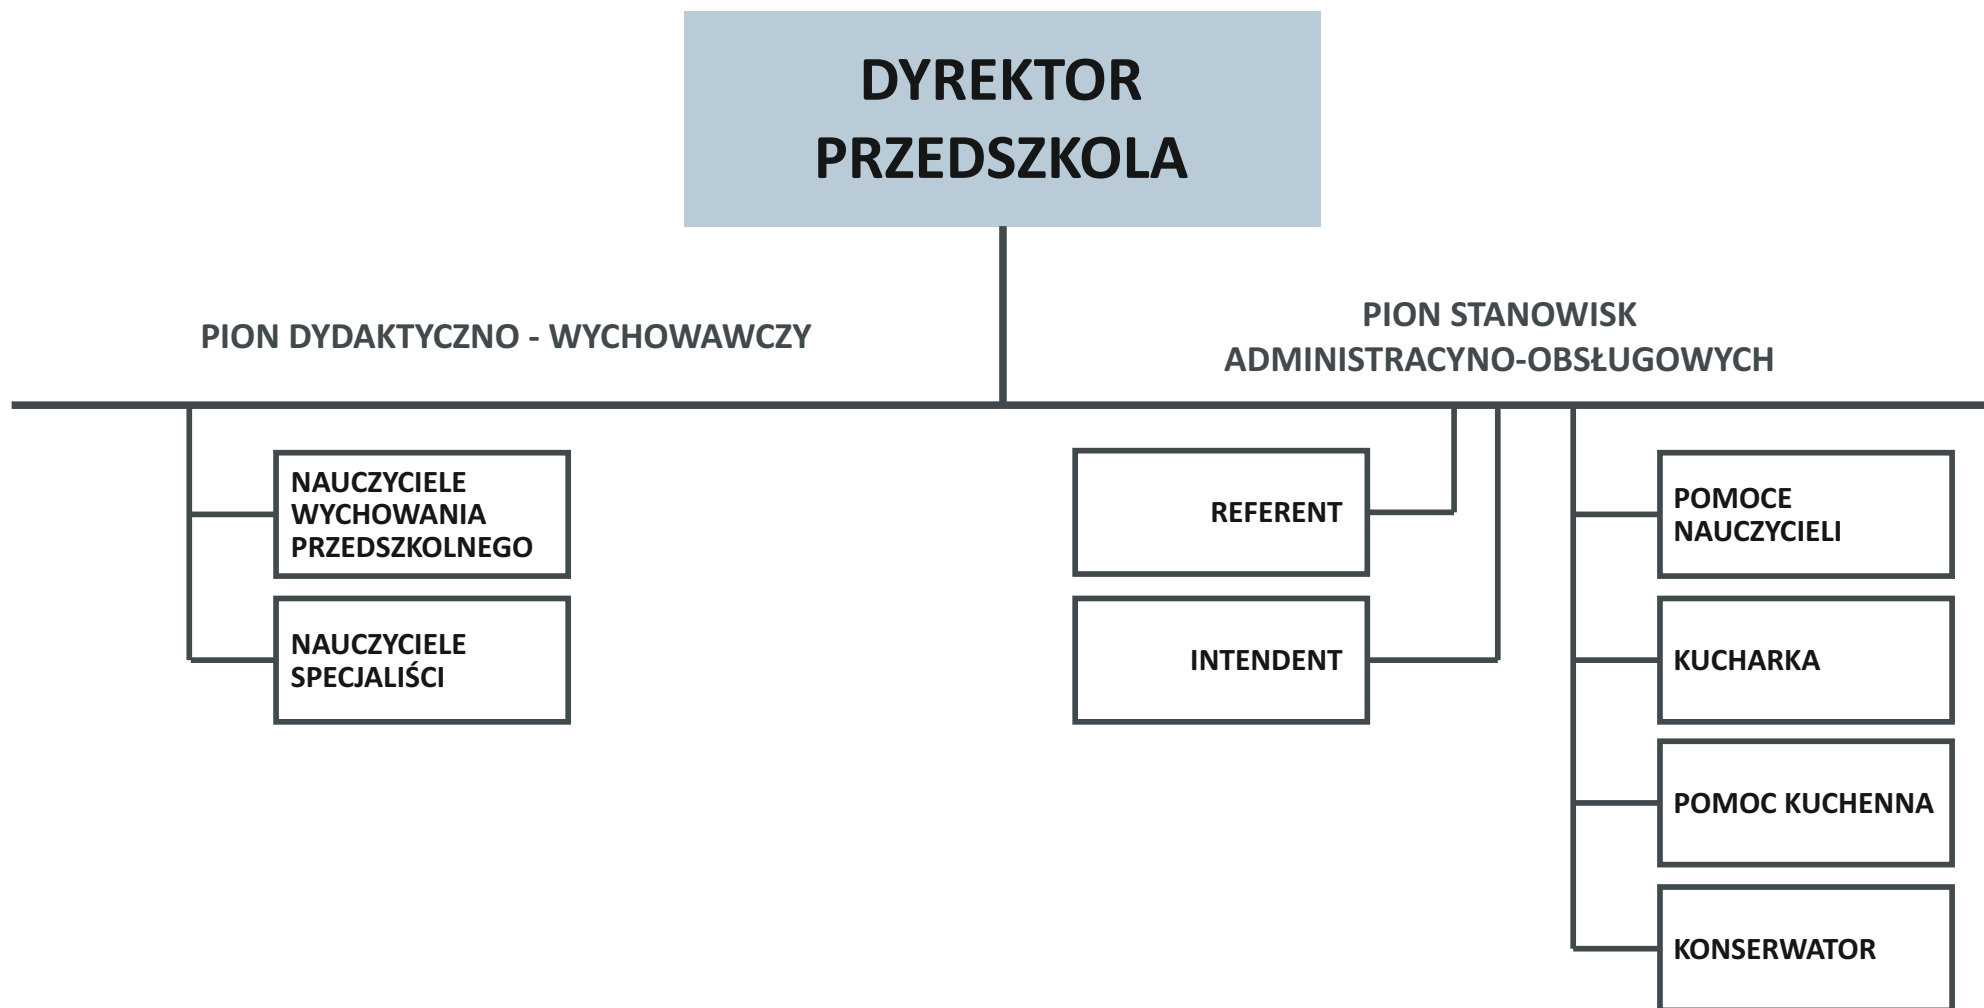 DYREKTOR
PRZEDSZKOLA
PION DYDAKTYCZNO - WYCHOWAWCZY
PION STANOWISK
ADMINISTRACYNO-OBSŁUGOWYCH
NAUCZYCIELE
WYCHOWANIA
PRZEDSZKOLNEGO
NAUCZYCIELE
SPECJALIŚCI
REFERENT
INTENDENT
POMOCE
NAUCZYCIELI
KUCHARKA
POMOC KUCHENNA
KONSERWATOR